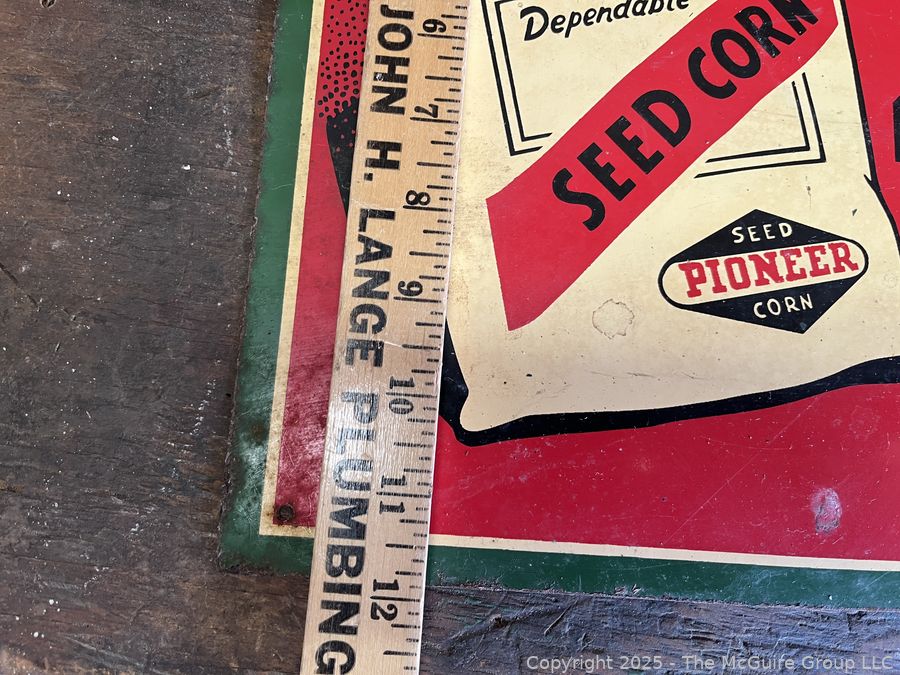 Dependable
SEED CORN
SEED
PIONEER
CORN
JOHN H. LANGE PLUMBING
6
7
8
9
10
11
12
Copyright © 2025 - The McGuire Group LLC